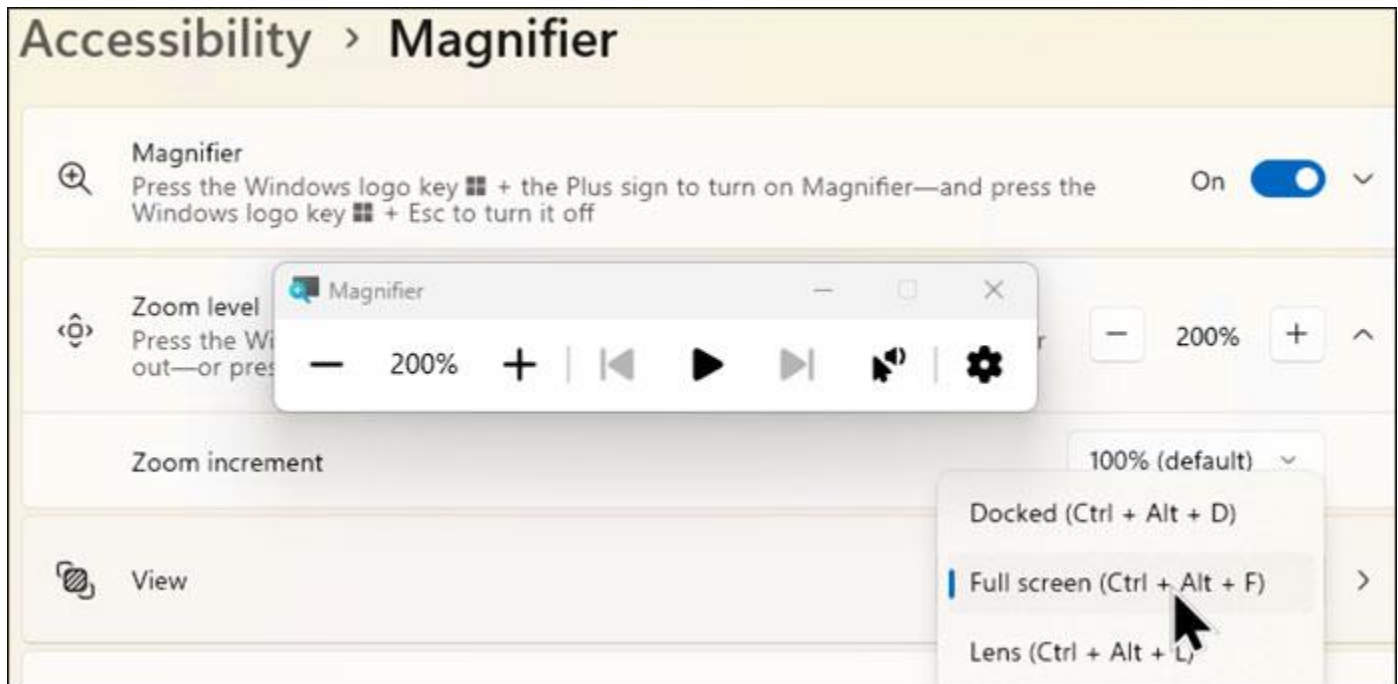 Accessibility > Magnifier
Magnifier
Press the Windows logo key + the Plus sign to turn on Magnifier—and press the
Windows logo key + Esc to turn it off
On
Magnifier
Zoom level
Press the
out—or
200%
200%
Zoom increment
100% (default)
Docked (Ctrl + Alt + D)
View
Full screen (Ctrl + Alt + F)
Lens (Ctrl + Alt + L)